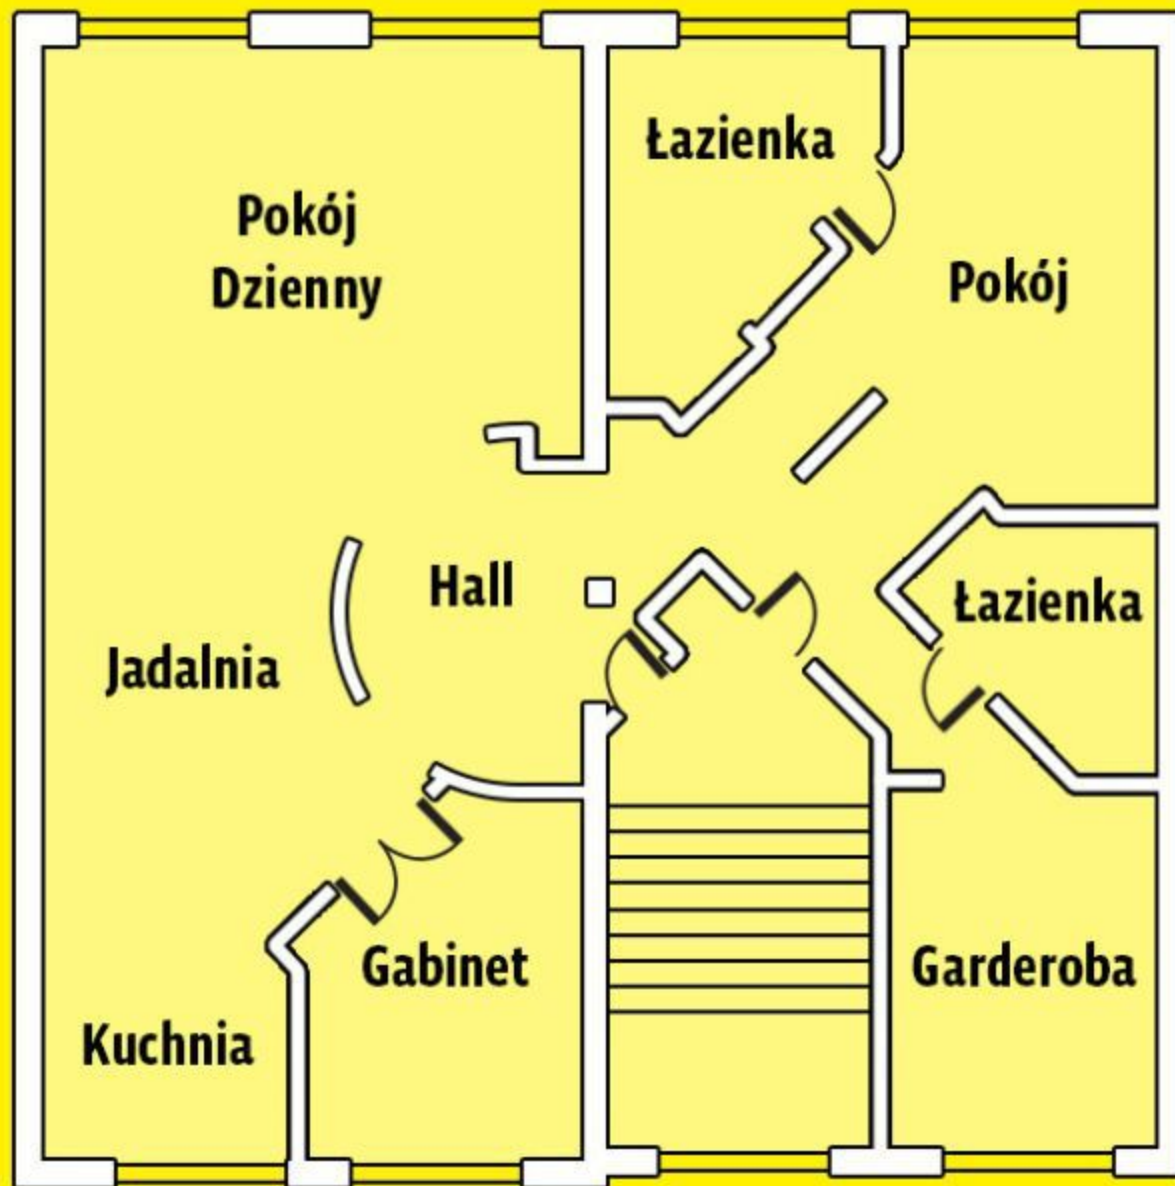 Łazienka
Pokój
Dzienny
Pokój
Hall
Łazienka
Jadalnia
Gabinet
Garderoba
Kuchnia